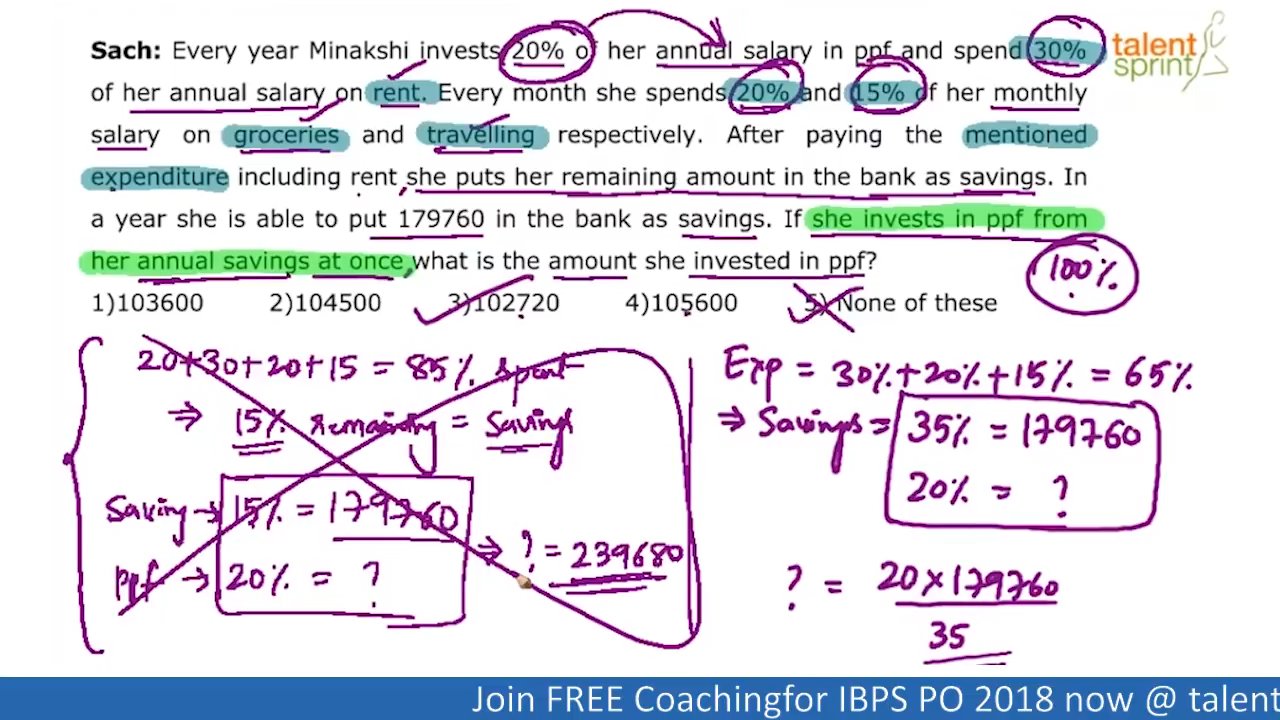 Sach: Every year Minakshi invests 20% of her annual salary in ppf and spend 30%
of her annual salary on rent. Every month she spends 20% and 15% of her monthly
salary on groceries and travelling respectively. After paying the mentioned
expenditure including rent she puts her remaining amount in the bank as savings. In
a year she is able to put 179760 in the bank as savings. If she invests in ppf from
her annual savings at once, what is the amount she invested in ppf?
1)103600 2)104500 3)102720 4)105600 5) None of these
talent
sprint
100%
20+30+20+15 = 85% spent
⇒ 15% remaining = Savings
Saving → 15% = 179760
ppf → 20% = ?
⇒ ? = 239680
Exp = 30%+20%+15% = 65%
⇒ Savings = 35% = 179760
20% = ?
? = 20×179760
35
Join FREE Coachingfor IBPS PO 2018 now @ talent